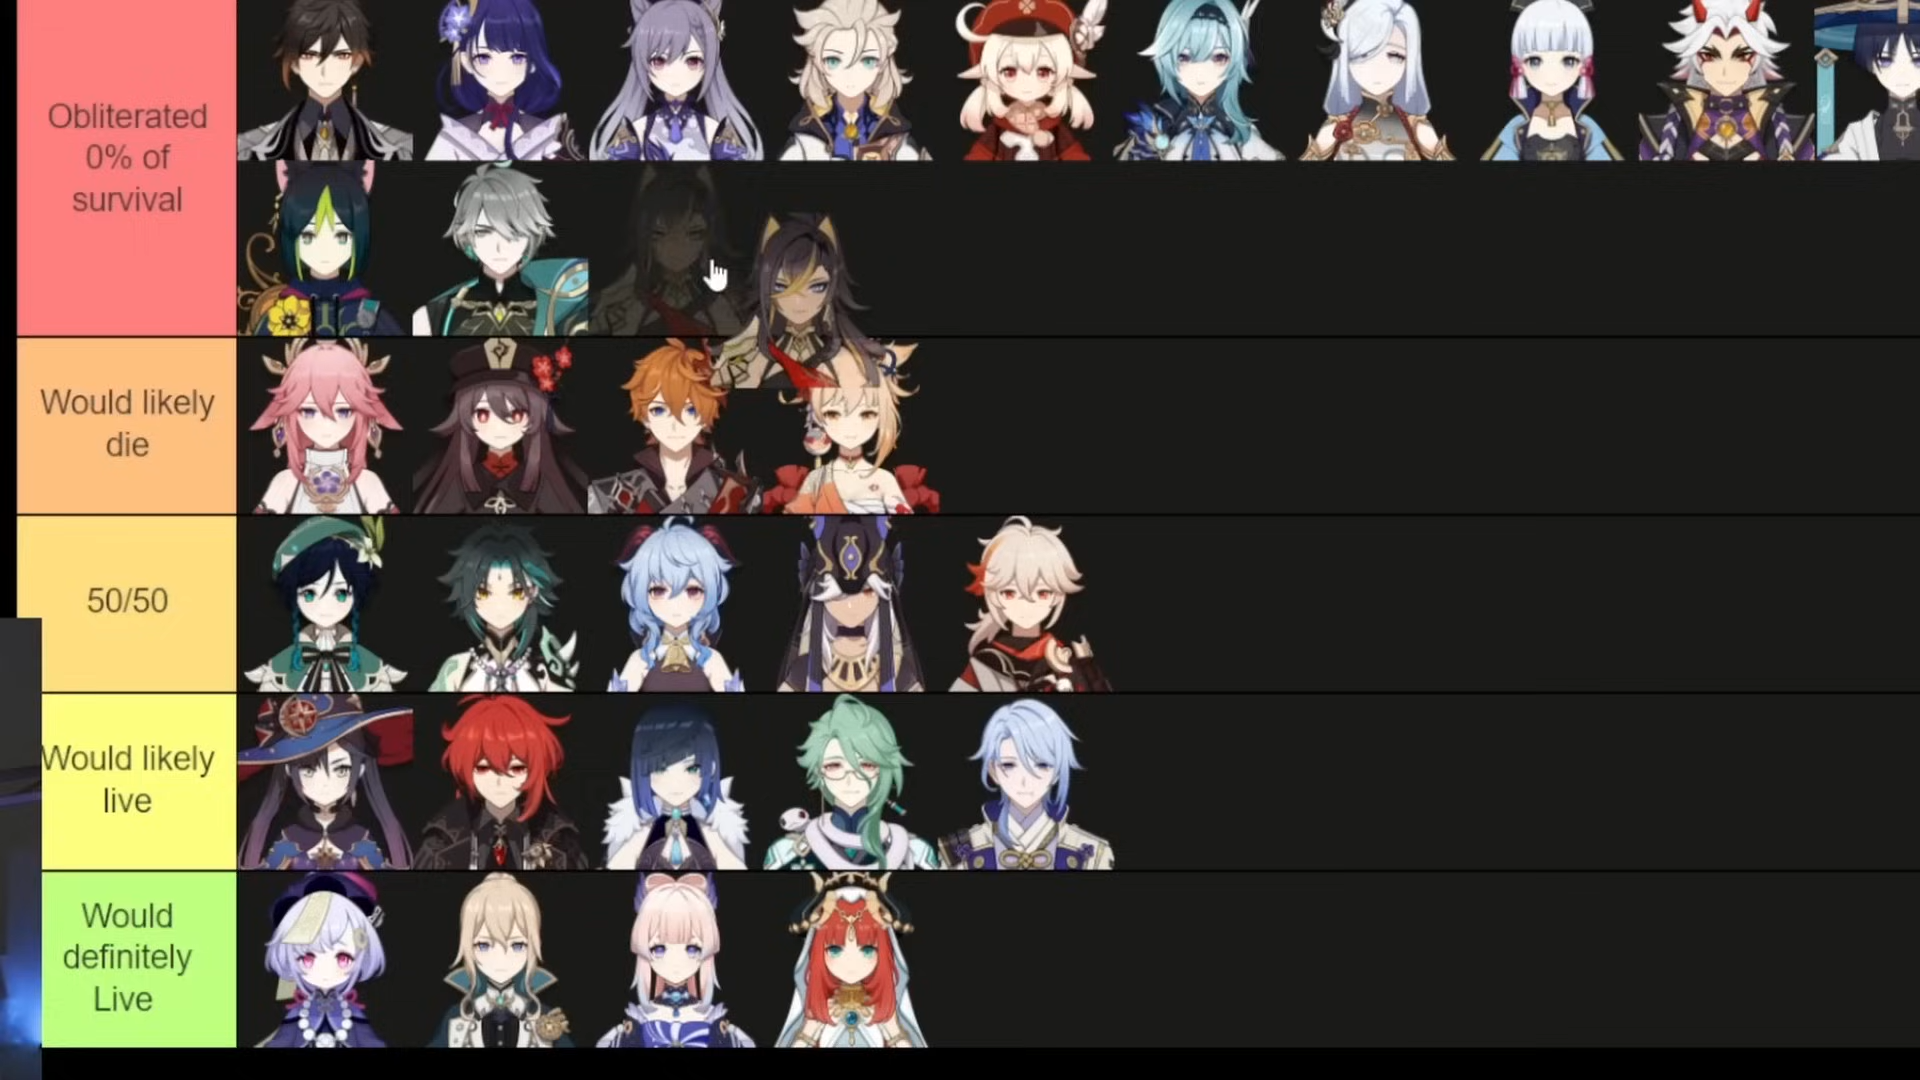 Obliterated
0% of
survival
Would likely
die
50/50
Would likely
live
Would
definitely
Live